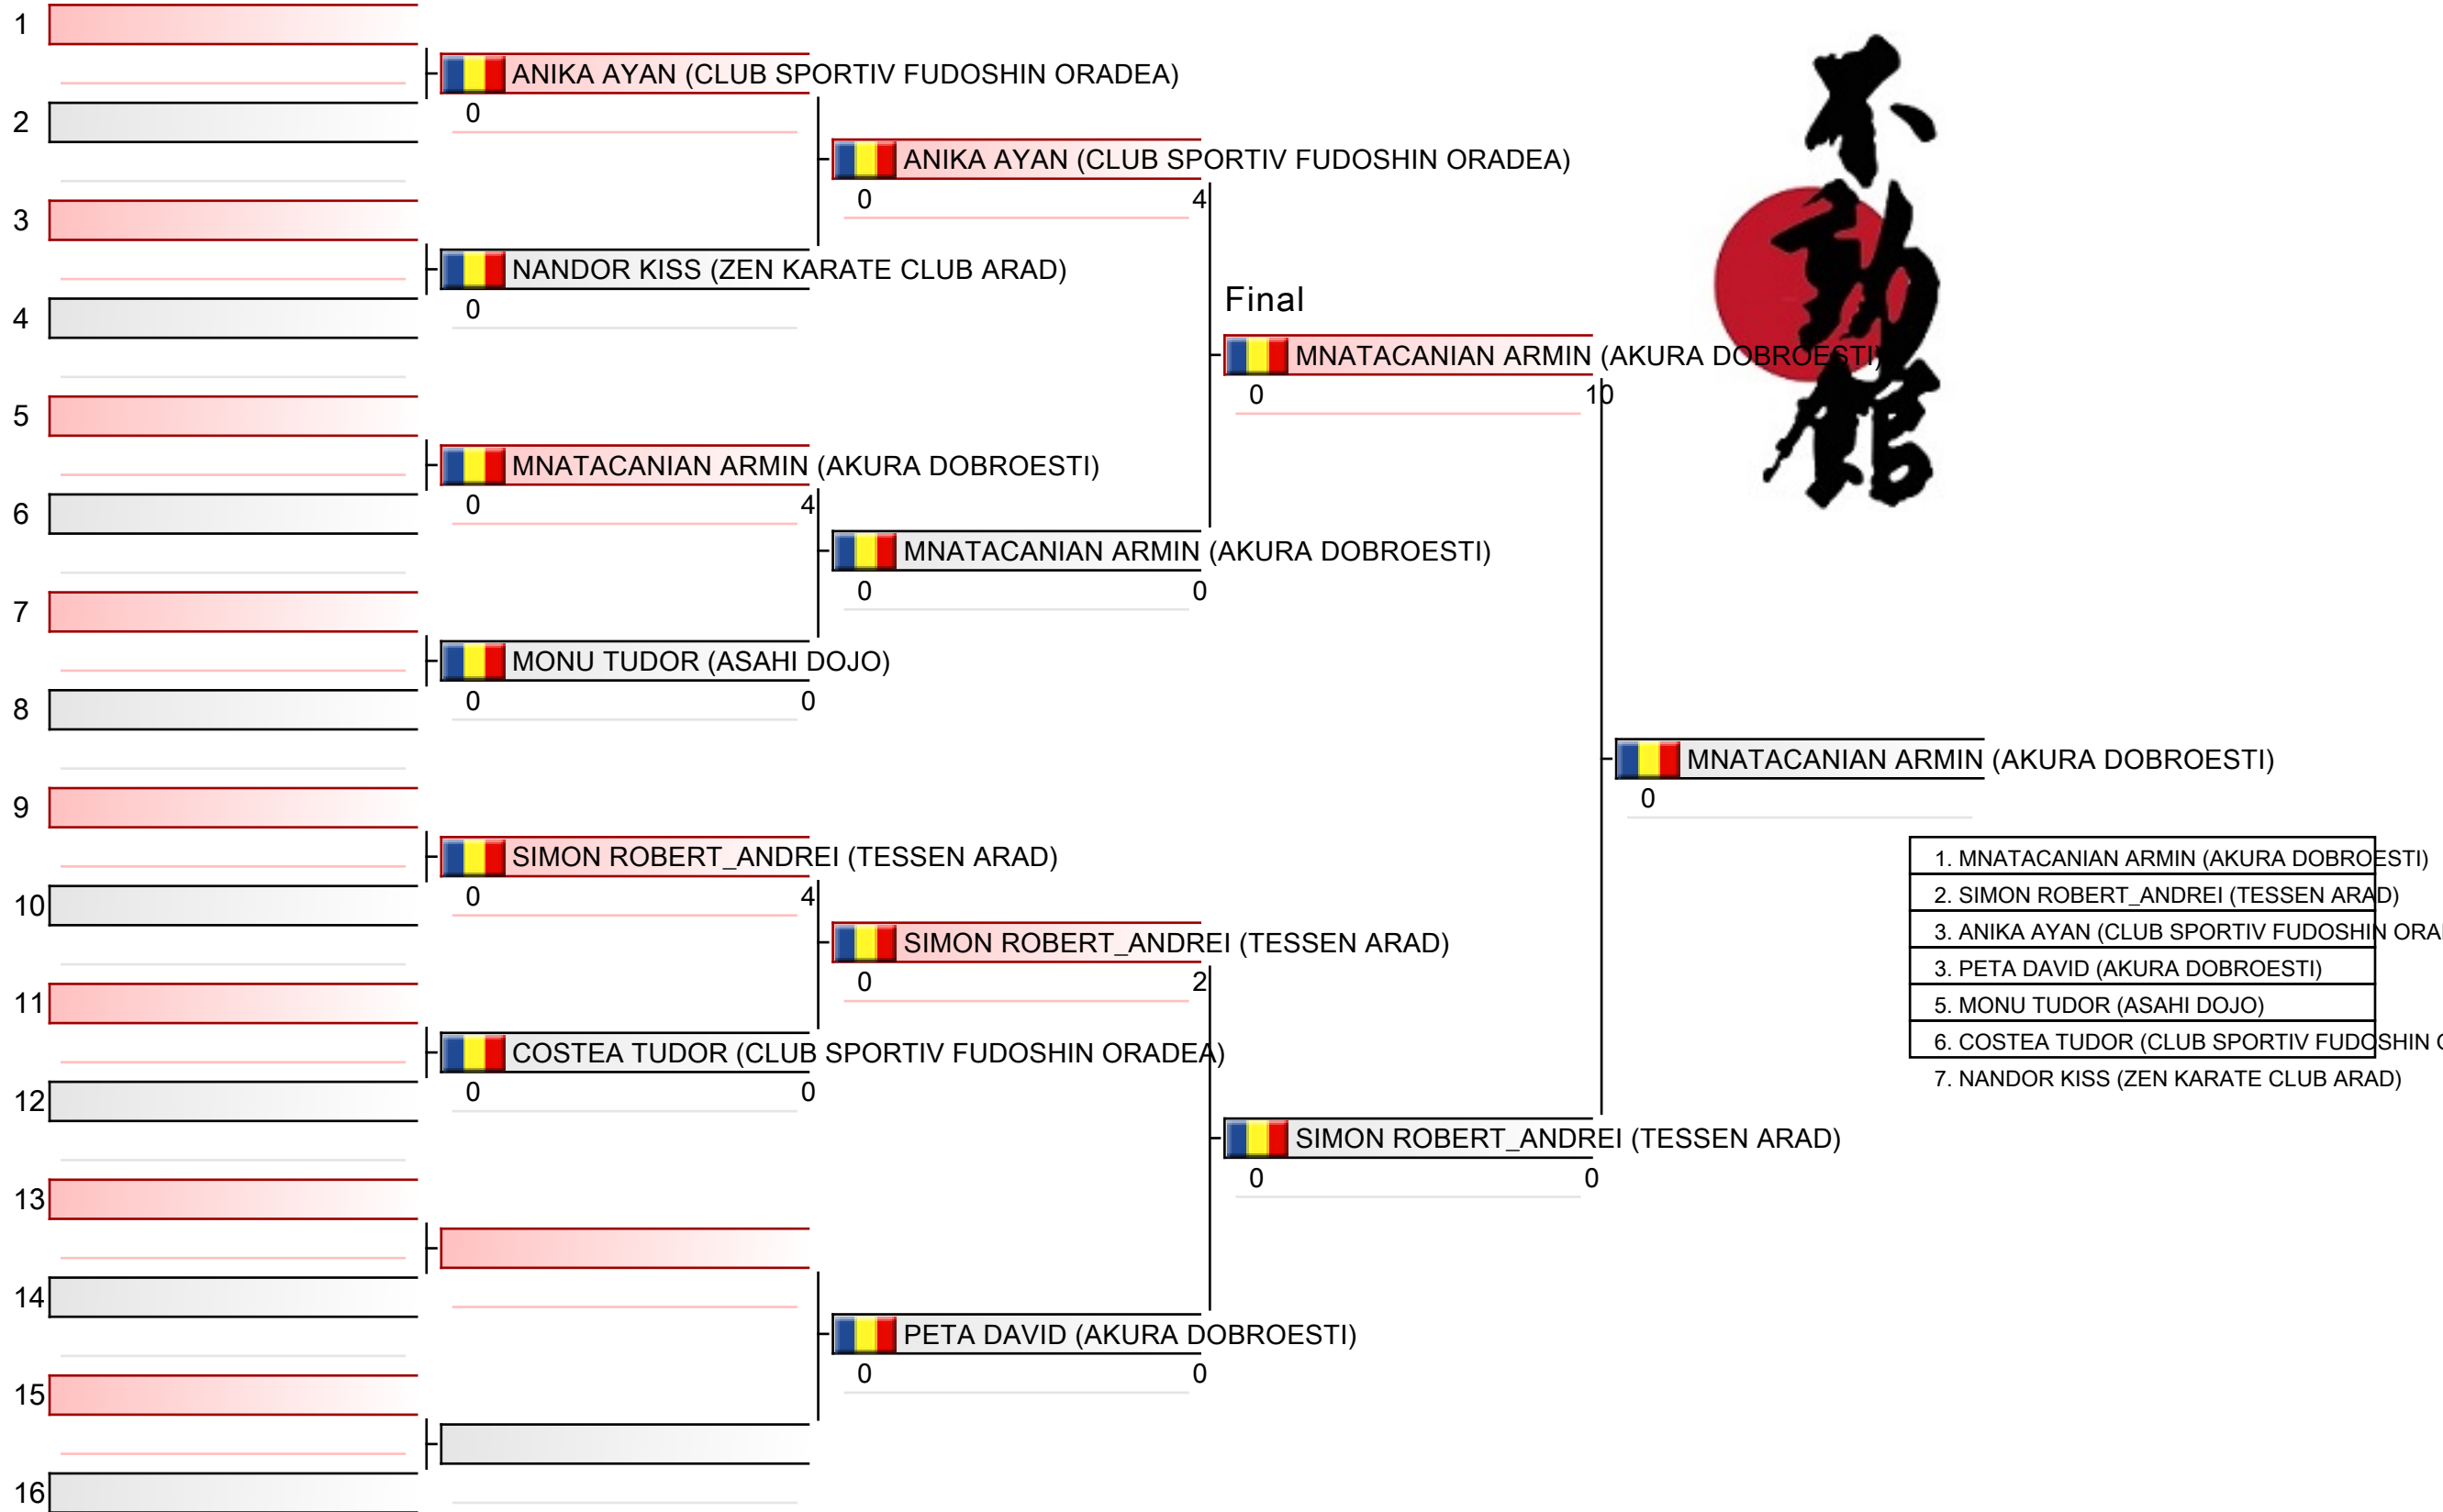 1
ANIKA AYAN (CLUB SPORTIV FUDOSHIN ORADEA)
0
2
ANIKA AYAN (CLUB SPORTIV FUDOSHIN ORADEA)
0 4
3
NANDOR KISS (ZEN KARATE CLUB ARAD)
0
4
Final
MNATACANIAN ARMIN (AKURA DOBROESTI)
0 10
5
MNATACANIAN ARMIN (AKURA DOBROESTI)
0 4
6
MNATACANIAN ARMIN (AKURA DOBROESTI)
0 0
7
MONU TUDOR (ASAHI DOJO)
0 0
8
MNATACANIAN ARMIN (AKURA DOBROESTI)
0
9
SIMON ROBERT_ANDREI (TESSEN ARAD)
0 4
10
SIMON ROBERT_ANDREI (TESSEN ARAD)
0 2
11
COSTEA TUDOR (CLUB SPORTIV FUDOSHIN ORADEA)
0 0
12
SIMON ROBERT_ANDREI (TESSEN ARAD)
0 0
13
14
PETA DAVID (AKURA DOBROESTI)
0 0
15
16
1. MNATACANIAN ARMIN (AKURA DOBROESTI)
2. SIMON ROBERT_ANDREI (TESSEN ARAD)
3. ANIKA AYAN (CLUB SPORTIV FUDOSHIN
3. PETA DAVID (AKURA DOBROESTI)
5. MONU TUDOR (ASAHI DOJO)
6. COSTEA TUDOR (CLUB SPORTIV FUDOSHIN
7. NANDOR KISS (ZEN KARATE CLUB ARAD)
不動館